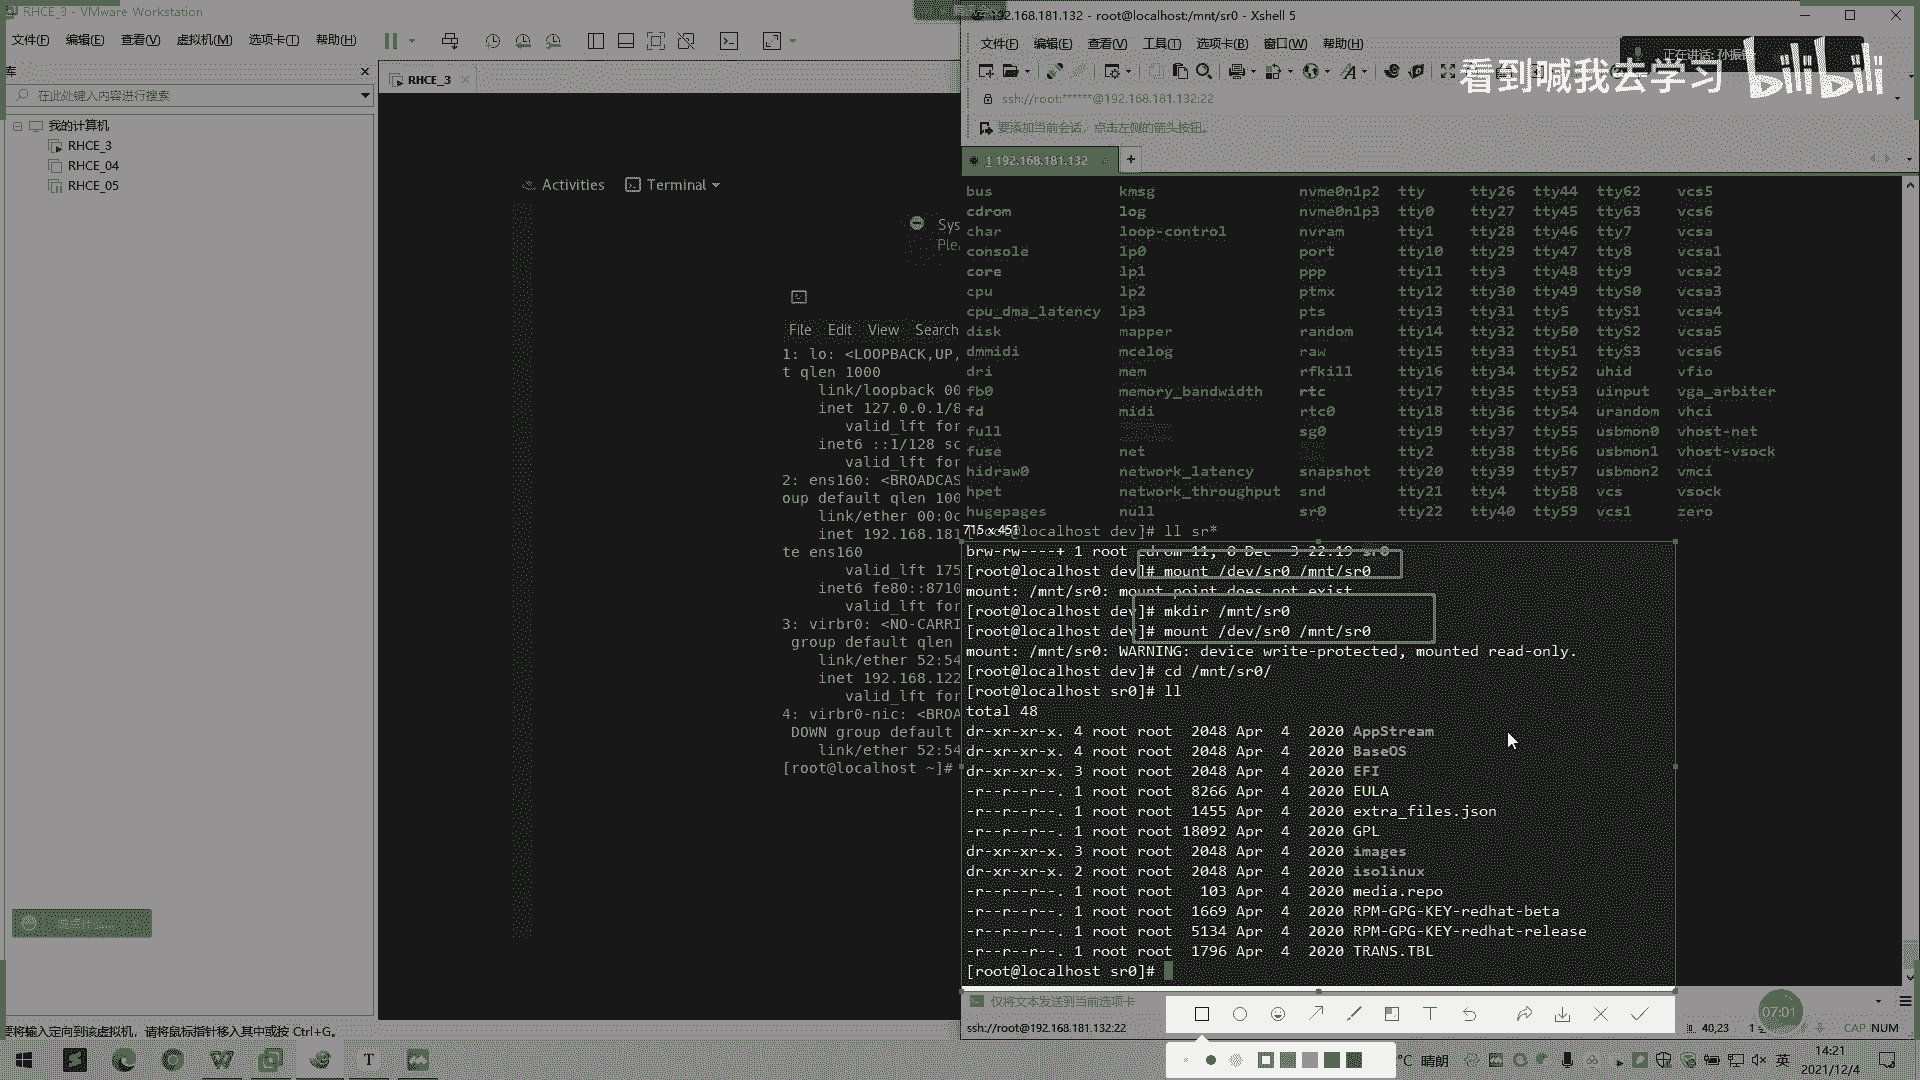 RHCE_3 - VMware Workstation
文件(F) 编辑(E) 查看(V) 虚拟机(M) 选项卡(T) 帮助(H)
库
在此处键入内容进行搜索
我的计算机
RHCE_3
RHCE_04
RHCE_05
RHCE_3
Activities Terminal
Sys
Plea
File Edit View Search
1: lo: <LOOPBACK,UP,
t qlen 1000
link/loopback 00
inet 127.0.0.1/8
valid_lft for
inet6 ::1/128 sc
valid_lft for
2: ens160: <BROADCAS
oup default qlen 100
link/ether 00:0c
inet 192.168.181
te ens160
valid_lft 175
inet6 fe80::8710
valid_lft for
3: virbr0: <NO-CARRI
group default qlen
link/ether 52:54
inet 192.168.122
valid_lft for
4: virbr0-nic: <BROA
DOWN group default
link/ether 52:54
[root@localhost ~]#
要将输入定向到该虚拟机，请将鼠标指针移入其中或按 Ctrl+G。
192.168.181.132 - root@localhost:/mnt/sr0 - Xshell 5
文件(F) 编辑(E) 查看(V) 工具(T) 选项卡(B) 窗口(W) 帮助(H)
看到喊我去学习 bilibili
ssh://root:******@192.168.181.132:22
要添加当前会话，点击左侧的箭头按钮。
1 192.168.181.132
bus kmsg nvme0n1p2 tty tty26 tty44 tty62 vcs5
cdrom log nvme0n1p3 tty0 tty27 tty45 tty63 vcs6
char loop-control nvram tty1 tty28 tty46 tty7 vcsa
console lp0 port tty10 tty29 tty47 tty8 vcsa1
core lp1 ppp tty11 tty3 tty48 tty9 vcsa2
cpu lp2 ptmx tty12 tty30 tty49 ttyS0 vcsa3
cpu_dma_latency lp3 pts tty13 tty31 tty5 ttyS1 vcsa4
disk mapper random tty14 tty32 tty50 ttyS2 vcsa5
dmmidi mcelog raw tty15 tty33 tty51 ttyS3 vcsa6
dri mem rfkill tty16 tty34 tty52 uhid vfio
fb0 memory_bandwidth rtc tty17 tty35 tty53 uinput vga_arbiter
fd midi rtc0 tty18 tty36 tty54 urandom vhci
full sg0 tty19 tty37 tty55 usbmon0 vhost-net
fuse net tty2 tty38 tty56 usbmon1 vhost-vsock
hidraw0 network_latency snapshot tty20 tty39 tty57 usbmon2 vmci
hpet network_throughput snd tty21 tty4 tty58 vcs vsock
hugepages null sr0 tty22 tty40 tty59 vcs1 zero
715 x 451
[root@localhost dev]# ll sr*
brw-rw----+ 1 root cdrom 11, 0 Dec 3 22:19 sr0
[root@localhost dev]# mount /dev/sr0 /mnt/sr0
mount: /mnt/sr0: mount point does not exist.
[root@localhost dev]# mkdir /mnt/sr0
[root@localhost dev]# mount /dev/sr0 /mnt/sr0
mount: /mnt/sr0: WARNING: device write-protected, mounted read-only.
[root@localhost dev]# cd /mnt/sr0/
[root@localhost sr0]# ll
total 48
dr-xr-xr-x. 4 root root 2048 Apr 4 2020 AppStream
dr-xr-xr-x. 4 root root 2048 Apr 4 2020 BaseOS
dr-xr-xr-x. 3 root root 2048 Apr 4 2020 EFI
-r--r--r--. 1 root root 8266 Apr 4 2020 EULA
-r--r--r--. 1 root root 1455 Apr 4 2020 extra_files.json
-r--r--r--. 1 root root 18092 Apr 4 2020 GPL
dr-xr-xr-x. 3 root root 2048 Apr 4 2020 images
dr-xr-xr-x. 2 root root 2048 Apr 4 2020 isolinux
-r--r--r--. 1 root root 103 Apr 4 2020 media.repo
-r--r--r--. 1 root root 1669 Apr 4 2020 RPM-GPG-KEY-redhat-beta
-r--r--r--. 1 root root 5134 Apr 4 2020 RPM-GPG-KEY-redhat-release
-r--r--r--. 1 root root 1796 Apr 4 2020 TRANS.TBL
[root@localhost sr0]#
仅将文本发送到当前选项卡
07:01
ssh://root@192.168.181.132:22
40,23
CAP NUM
°C 晴朗
英
14:21
2021/12/4